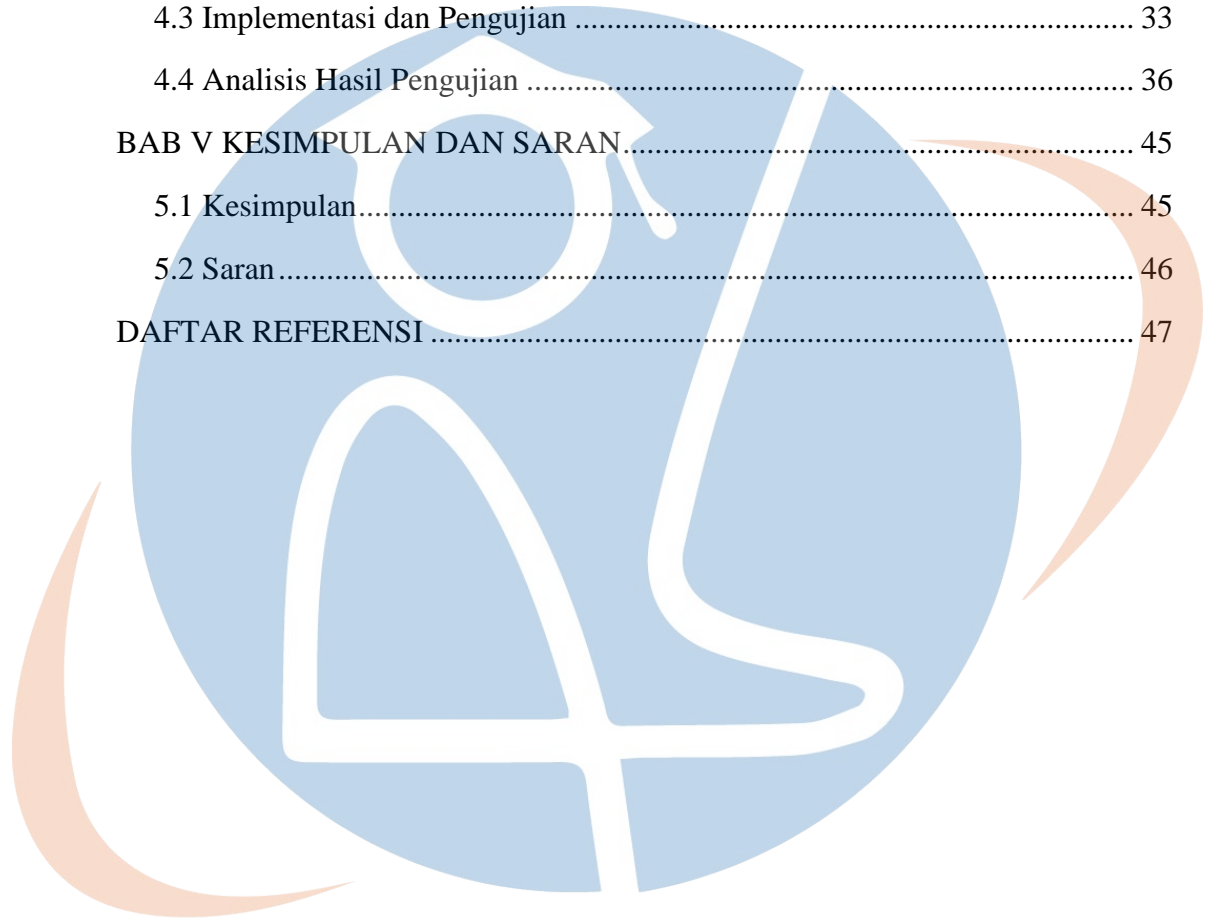 4.3 Implementasi dan Pengujian ........................................................................ 33
4.4 Analisis Hasil Pengujian .............................................................................. 36
BAB V KESIMPULAN DAN SARAN................................................................. 45
5.1 Kesimpulan................................................................................................... 45
5.2 Saran ............................................................................................................. 46
DAFTAR REFERENSI ......................................................................................... 47